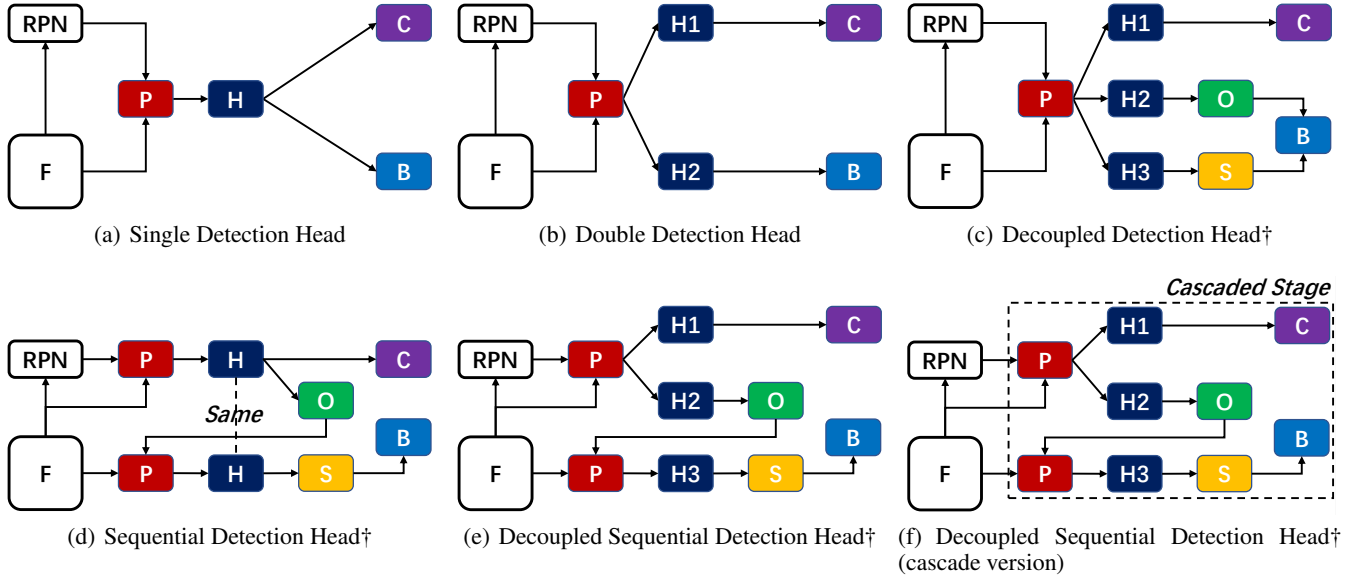 RPN
P
H
C
B
F
(a) Single Detection Head
RPN
P
H1
C
H2
B
F
(b) Double Detection Head
RPN
P
H1
C
H2
O
B
H3
S
F
(c) Decoupled Detection Head†
RPN
P
H
C
O
Same
B
F
P
H
S
(d) Sequential Detection Head†
RPN
P
H1
C
H2
O
B
F
P
H3
S
(e) Decoupled Sequential Detection Head†
Cascaded Stage
RPN
P
H1
C
H2
O
B
F
P
H3
S
(f) Decoupled Sequential Detection Head†
(cascade version)